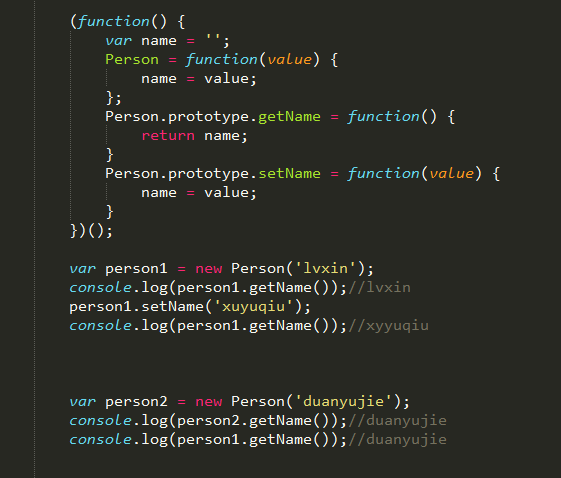 (function() {
var name = '';
Person = function(value) {
name = value;
};
Person.prototype.getName = function() {
return name;
}
Person.prototype.setName = function(value) {
name = value;
}
})();
var person1 = new Person('lvxin');
console.log(person1.getName());//lvxin
person1.setName('xuyuqiu');
console.log(person1.getName());//xyyuqiu
var person2 = new Person('duanyujie');
console.log(person2.getName());//duanyujie
console.log(person1.getName());//duanyujie